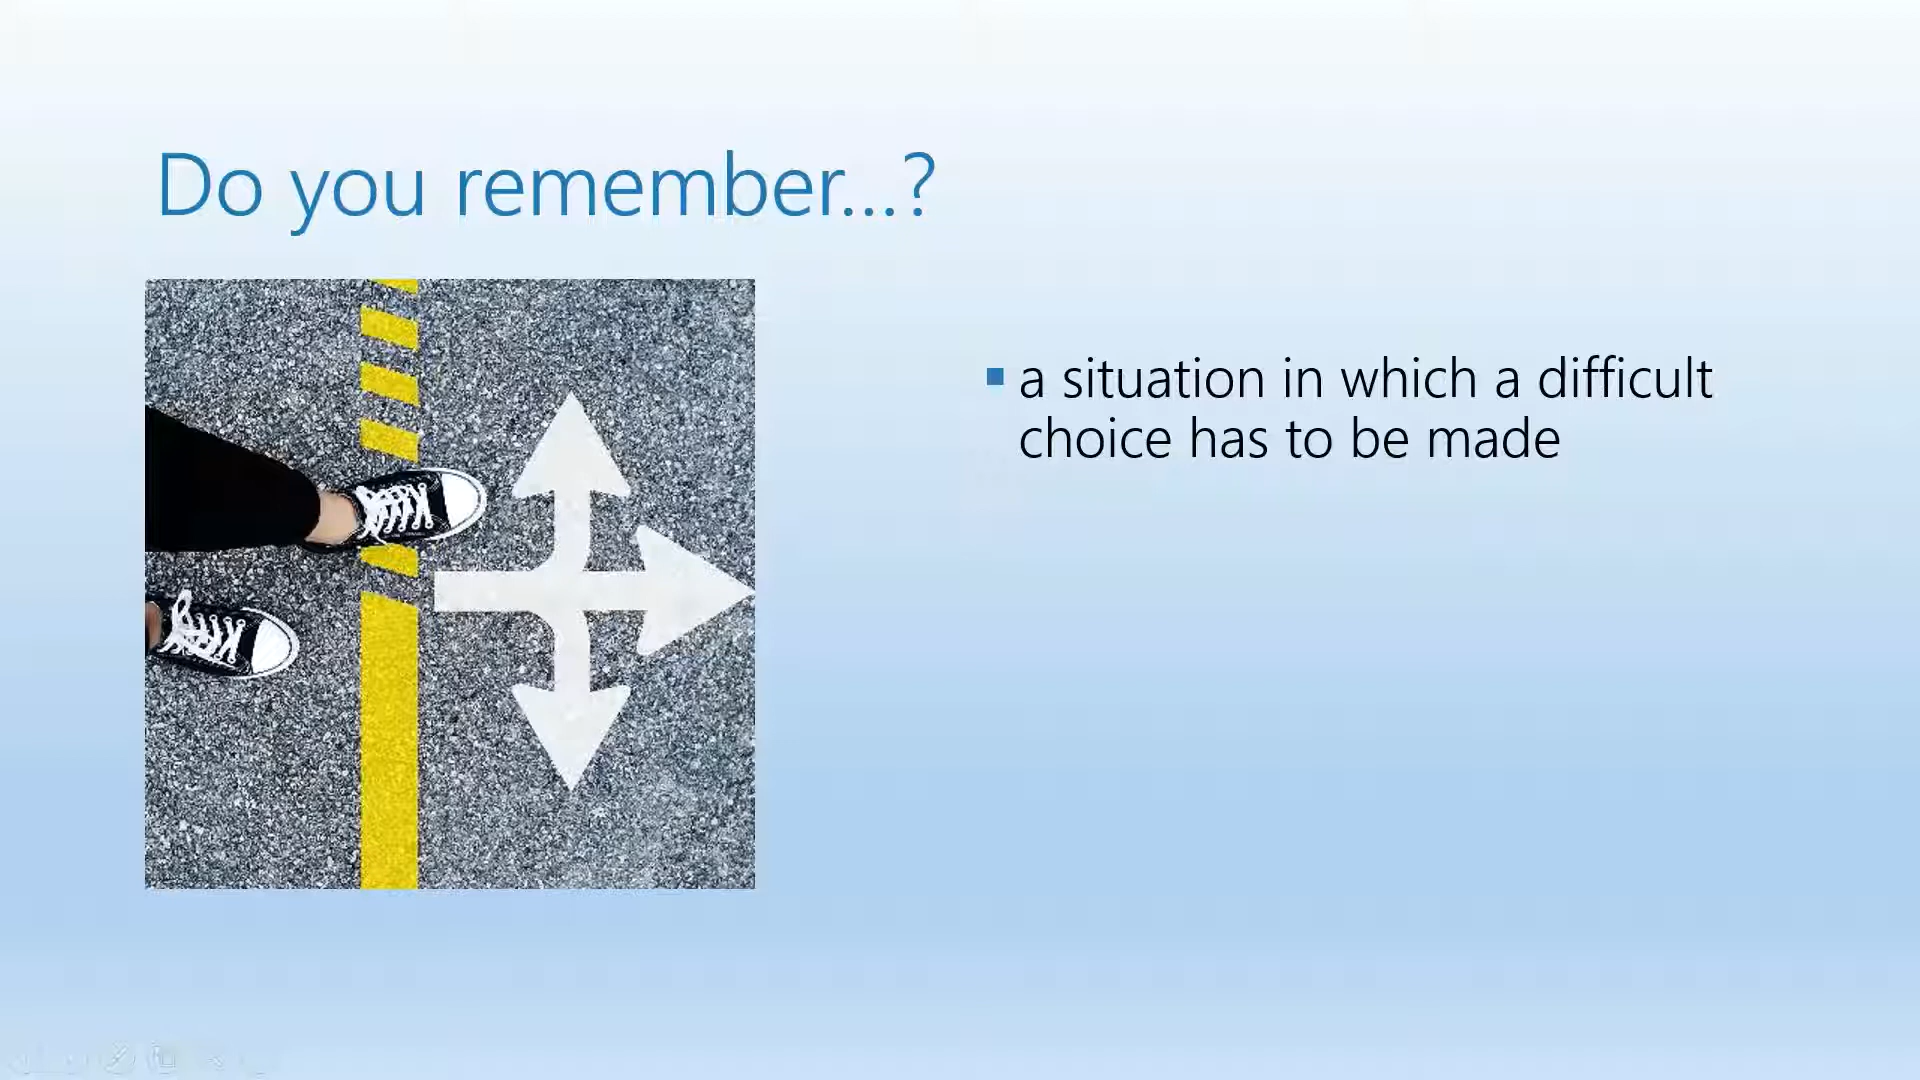 Do you remember...?
a situation in which a difficult
choice has to be made